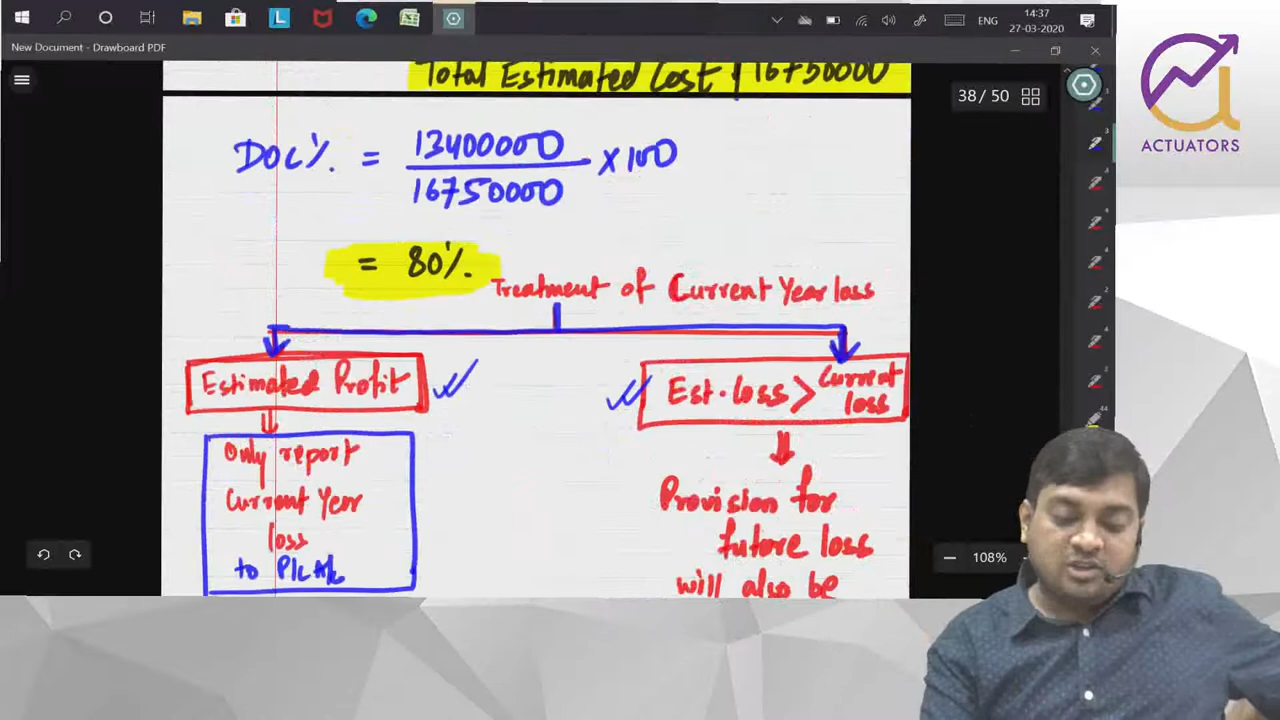 14:37
ENG
27-03-2020
New Document - Drawboard PDF
Total Estimated Cost 16750000
38 / 50
ACTUATORS
DOC%. = 13400000 × 100
16750000
= 80%.
Treatment of Current Year loss
Estimated Profit
Est. loss > Current loss
Only report
Current Year
loss
to P/L A/c
Provision for
future loss
will also be
108%